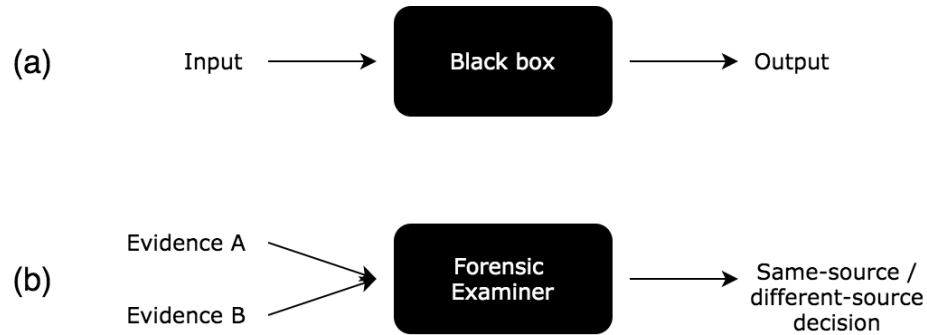 (a)
Input
Black box
Output
(b)
Evidence A
Evidence B
Forensic
Examiner
Same-source /
different-source
decision